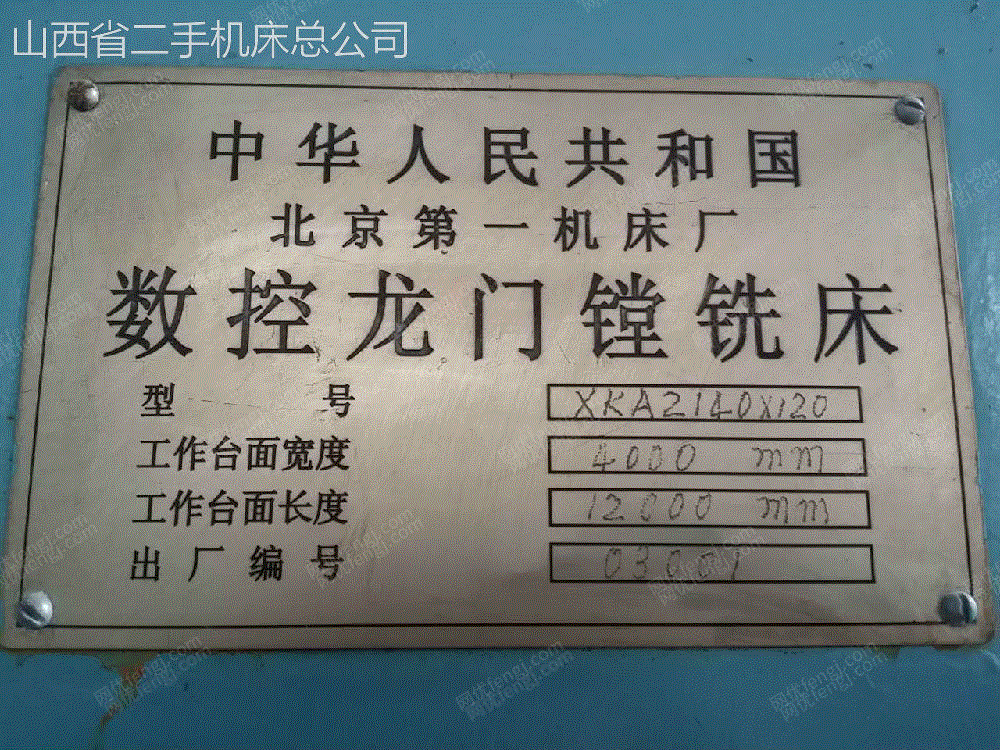 山西省二手机床总公司
中华人民共和国
北京第一机床厂
数控龙门镗铣床
型 号 XKA2140X120
工作台面宽度 4000 mm
工作台面长度 12000 mm
出厂编号